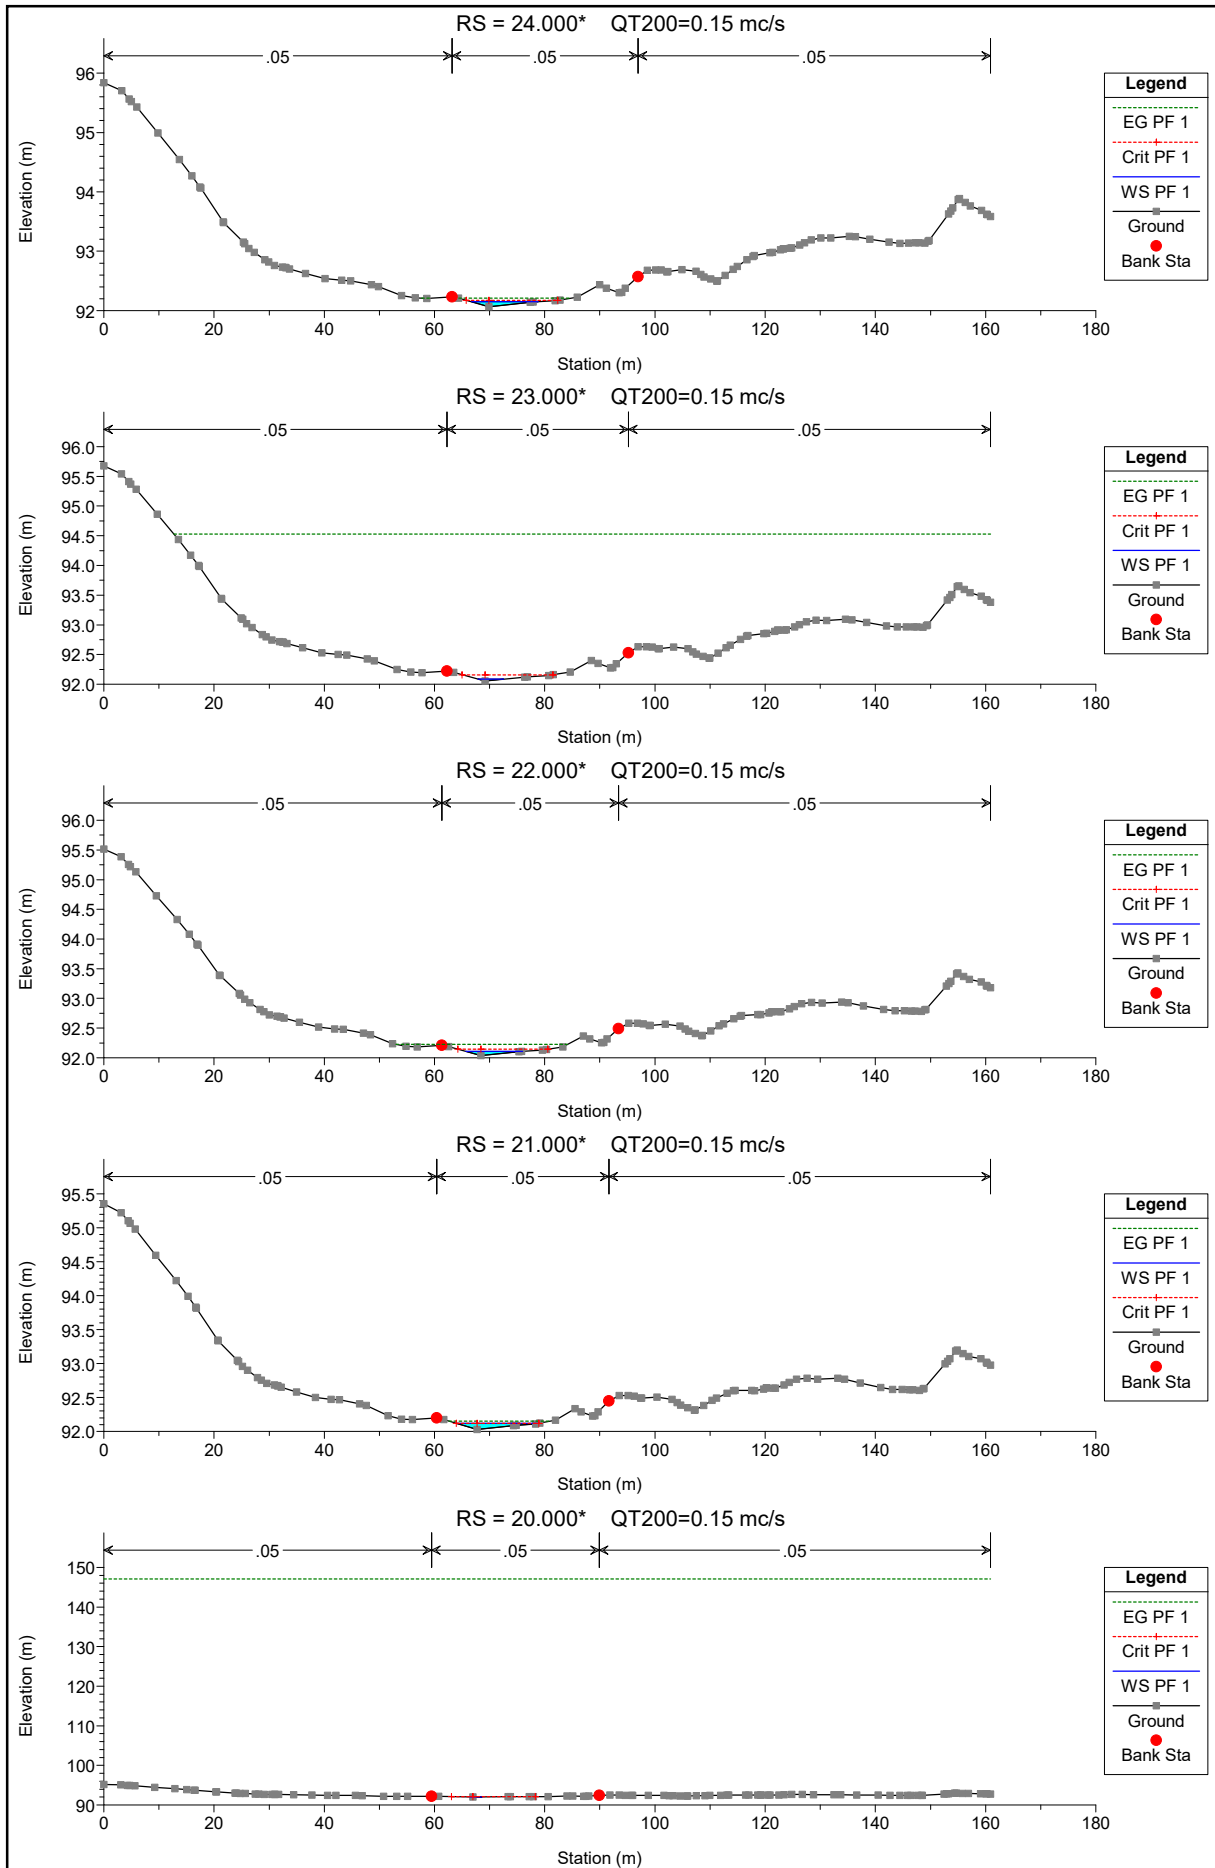 RS = 24.000* QT200=0.15 mc/s
.05 .05 .05
96
95
94
93
92
Elevation (m)
0 20 40 60 80 100 120 140 160 180
Station (m)
Legend
EG PF 1
Crit PF 1
WS PF 1
Ground
Bank Sta
RS = 23.000* QT200=0.15 mc/s
.05 .05 .05
96.0
95.5
95.0
94.5
94.0
93.5
93.0
92.5
92.0
Elevation (m)
0 20 40 60 80 100 120 140 160 180
Station (m)
Legend
EG PF 1
Crit PF 1
WS PF 1
Ground
Bank Sta
RS = 22.000* QT200=0.15 mc/s
.05 .05 .05
96.0
95.5
95.0
94.5
94.0
93.5
93.0
92.5
92.0
Elevation (m)
0 20 40 60 80 100 120 140 160 180
Station (m)
Legend
EG PF 1
Crit PF 1
WS PF 1
Ground
Bank Sta
RS = 21.000* QT200=0.15 mc/s
.05 .05 .05
95.5
95.0
94.5
94.0
93.5
93.0
92.5
92.0
Elevation (m)
0 20 40 60 80 100 120 140 160 180
Station (m)
Legend
EG PF 1
WS PF 1
Crit PF 1
Ground
Bank Sta
RS = 20.000* QT200=0.15 mc/s
.05 .05 .05
150
140
130
120
110
100
90
Elevation (m)
0 20 40 60 80 100 120 140 160 180
Station (m)
Legend
EG PF 1
Crit PF 1
WS PF 1
Ground
Bank Sta